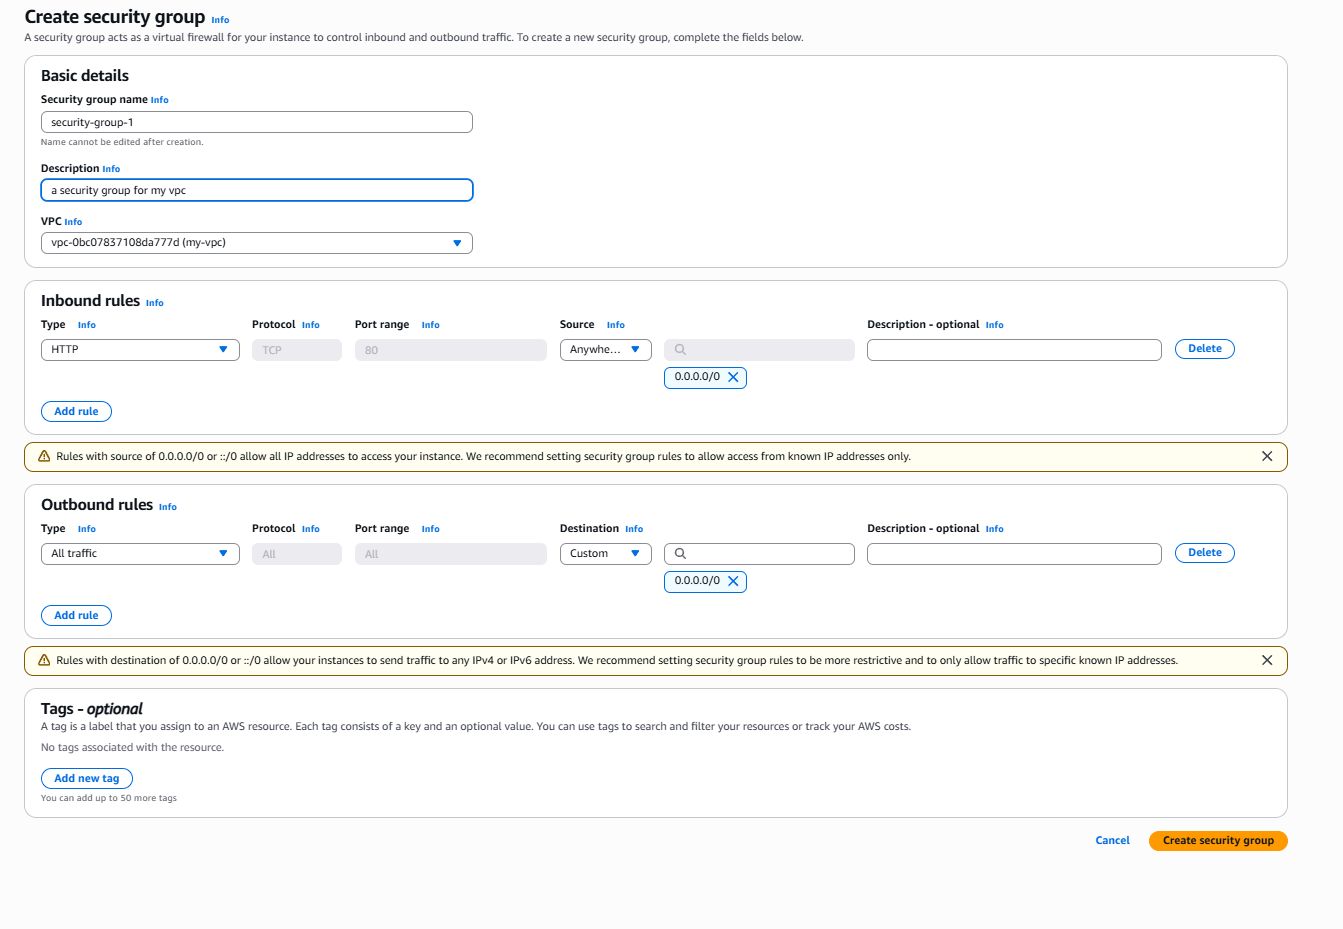 Create security group Info
A security group acts as a virtual firewall for your instance to control inbound and outbound traffic. To create a new security group, complete the fields below.
Basic details
Security group name Info
security-group-1
Name cannot be edited after creation.
Description Info
a security group for my vpc
VPC Info
vpc-0bc07837108da777d (my-vpc)
Inbound rules Info
Type Info Protocol Info Port range Info Source Info Description - optional Info
HTTP TCP 80 Anywhe... Delete
0.0.0.0/0
Add rule
Rules with source of 0.0.0.0/0 or ::/0 allow all IP addresses to access your instance. We recommend setting security group rules to allow access from known IP addresses only.
Outbound rules Info
Type Info Protocol Info Port range Info Destination Info Description - optional Info
All traffic All All Custom Delete
0.0.0.0/0
Add rule
Rules with destination of 0.0.0.0/0 or ::/0 allow your instances to send traffic to any IPv4 or IPv6 address. We recommend setting security group rules to be more restrictive and to only allow traffic to specific known IP addresses.
Tags - optional
A tag is a label that you assign to an AWS resource. Each tag consists of a key and an optional value. You can use tags to search and filter your resources or track your AWS costs.
No tags associated with the resource.
Add new tag
You can add up to 50 more tags
Cancel Create security group